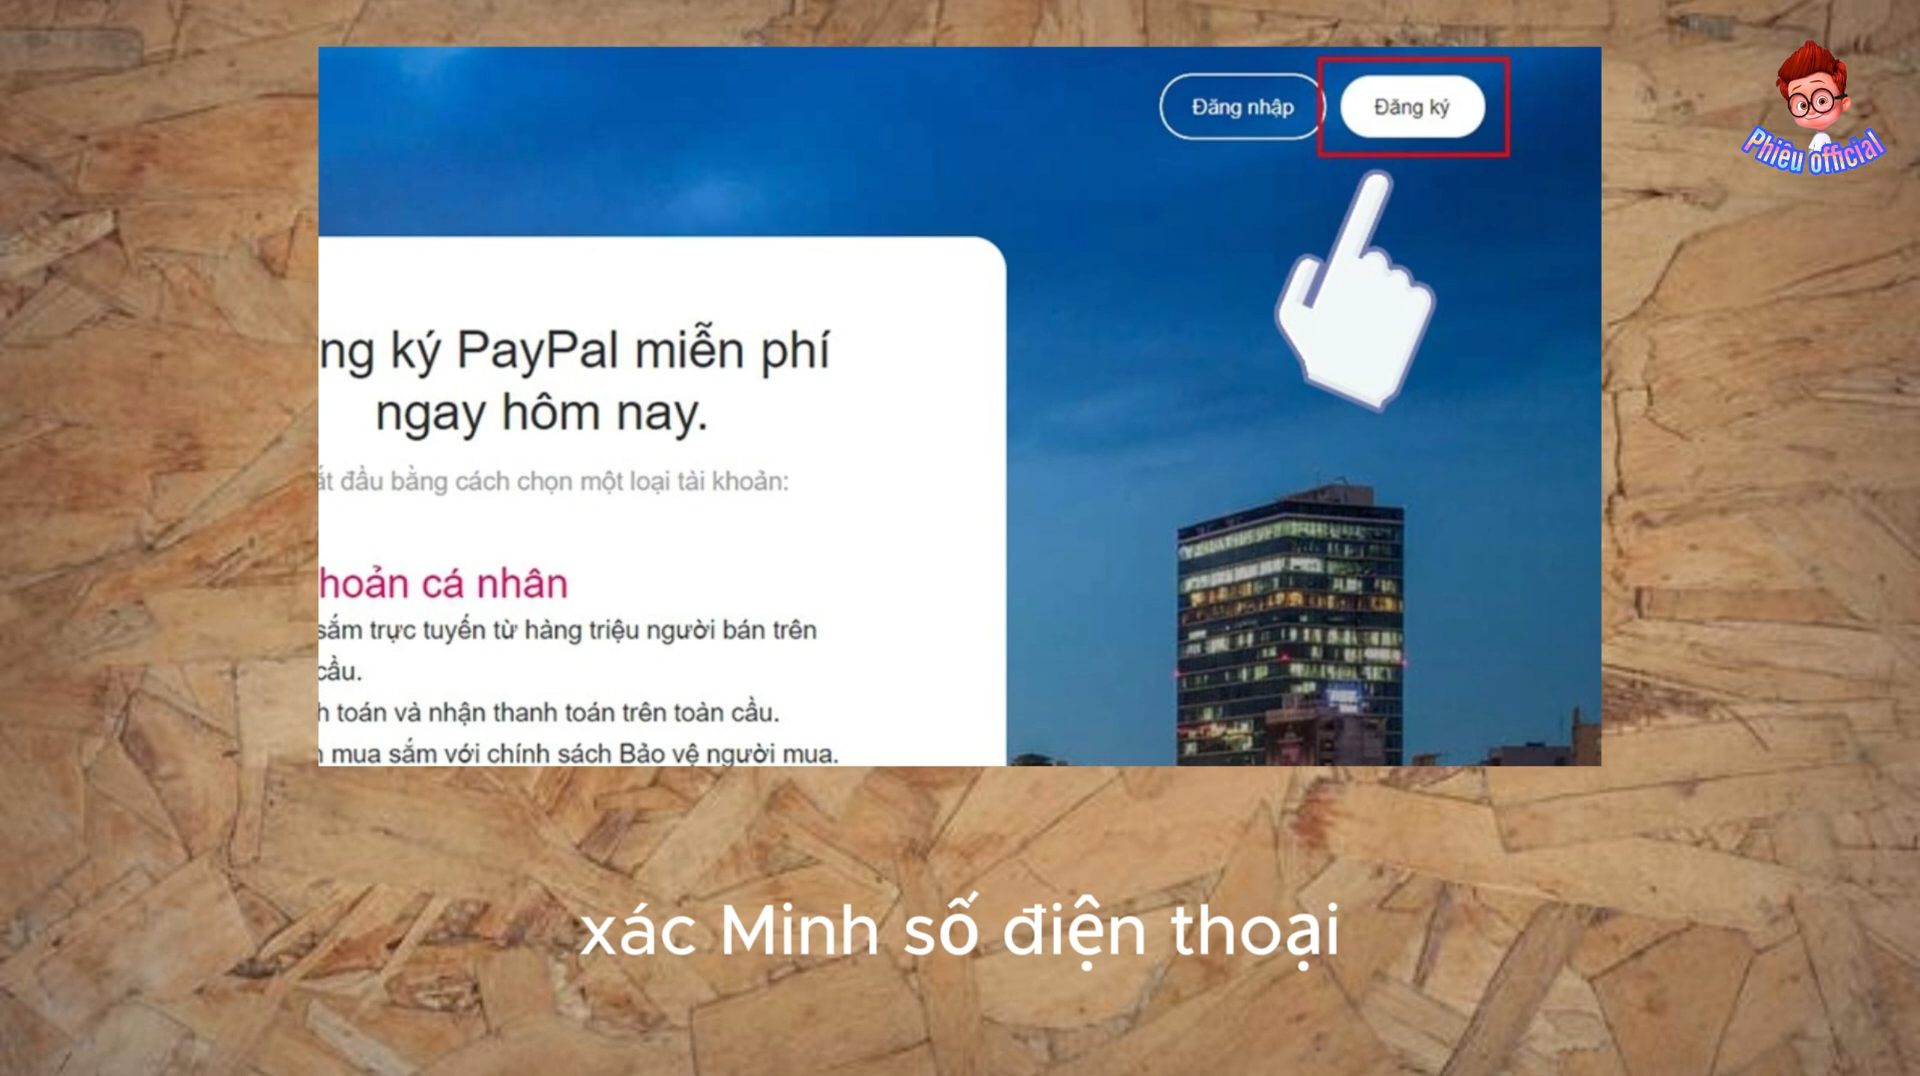 Đăng nhập
Đăng ký
Phiêu official
ng ký PayPal miễn phí
ngay hôm nay.
ắt đầu bằng cách chọn một loại tài khoản:
hoản cá nhân
sắm trực tuyến từ hàng triệu người bán trên
cầu.
h toán và nhận thanh toán trên toàn cầu.
mua sắm với chính sách Bảo vệ người mua.
xác Minh số điện thoại